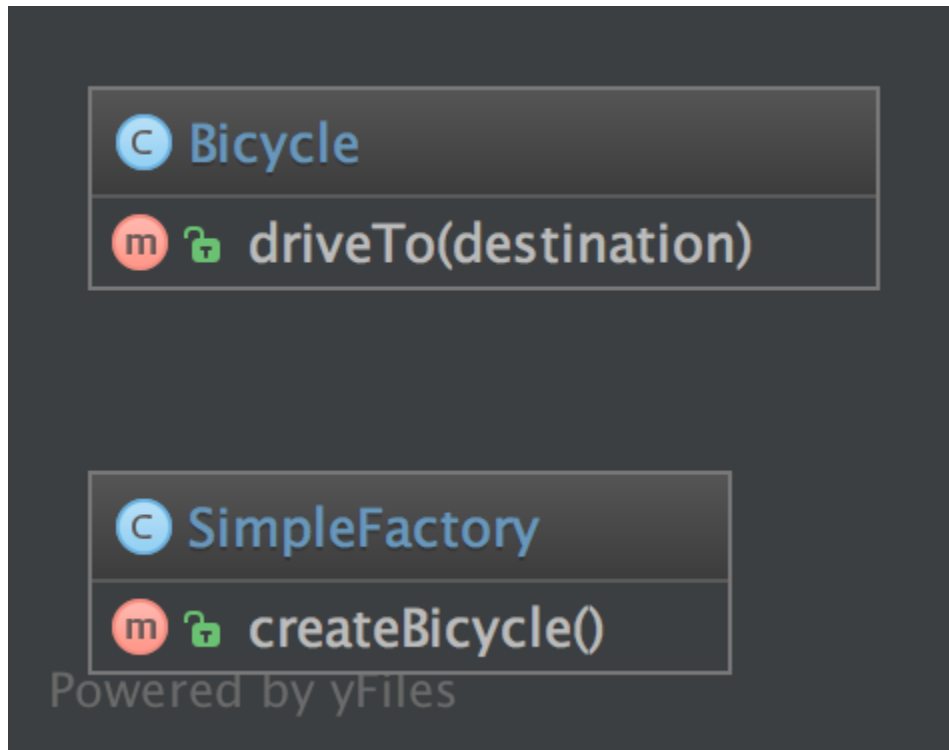 C Bicycle
m driveTo(destination)
C SimpleFactory
m createBicycle()
Powered by yFiles